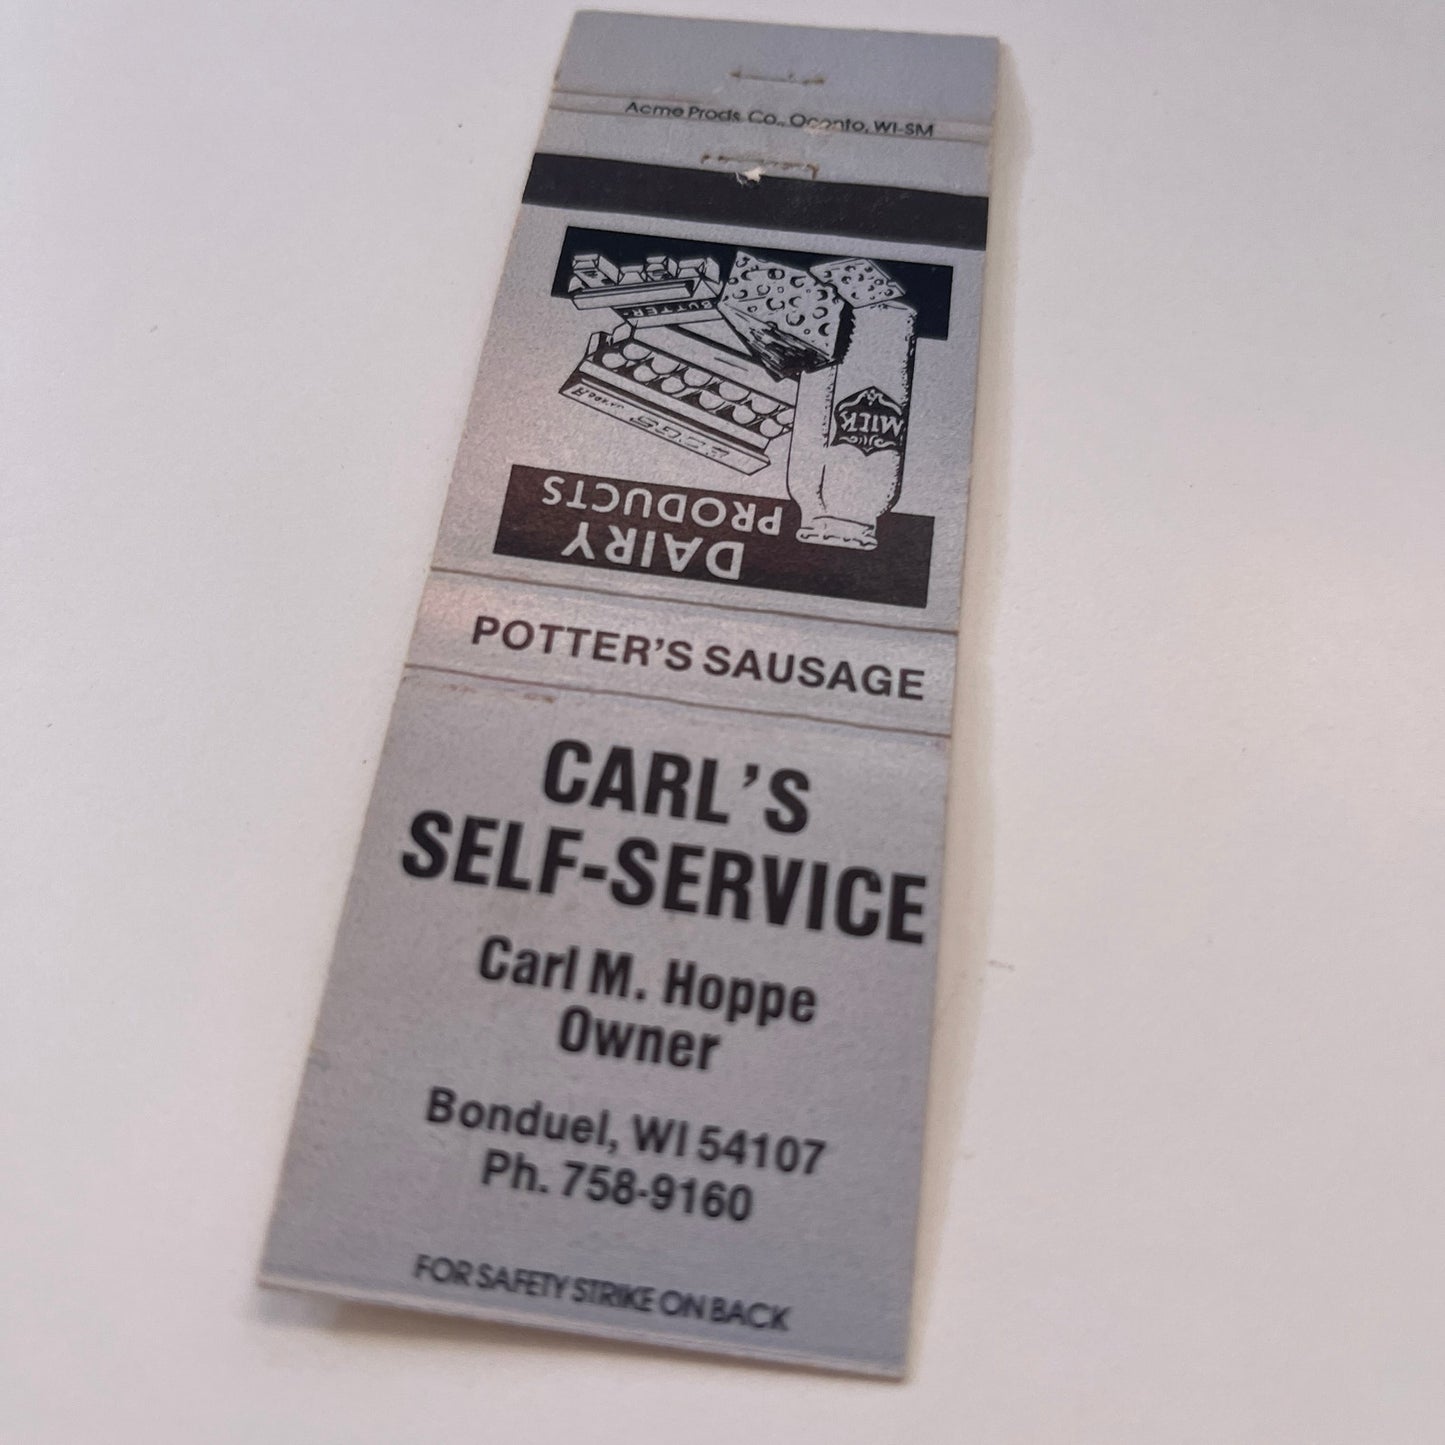 Acme Prods. Co., Oconto, WI-SM
BUTTER
EGGS
MILK
DAIRY
PRODUCTS
POTTER'S SAUSAGE
CARL'S
SELF-SERVICE
Carl M. Hoppe
Owner
Bonduel, WI 54107
Ph. 758-9160
FOR SAFETY STRIKE ON BACK